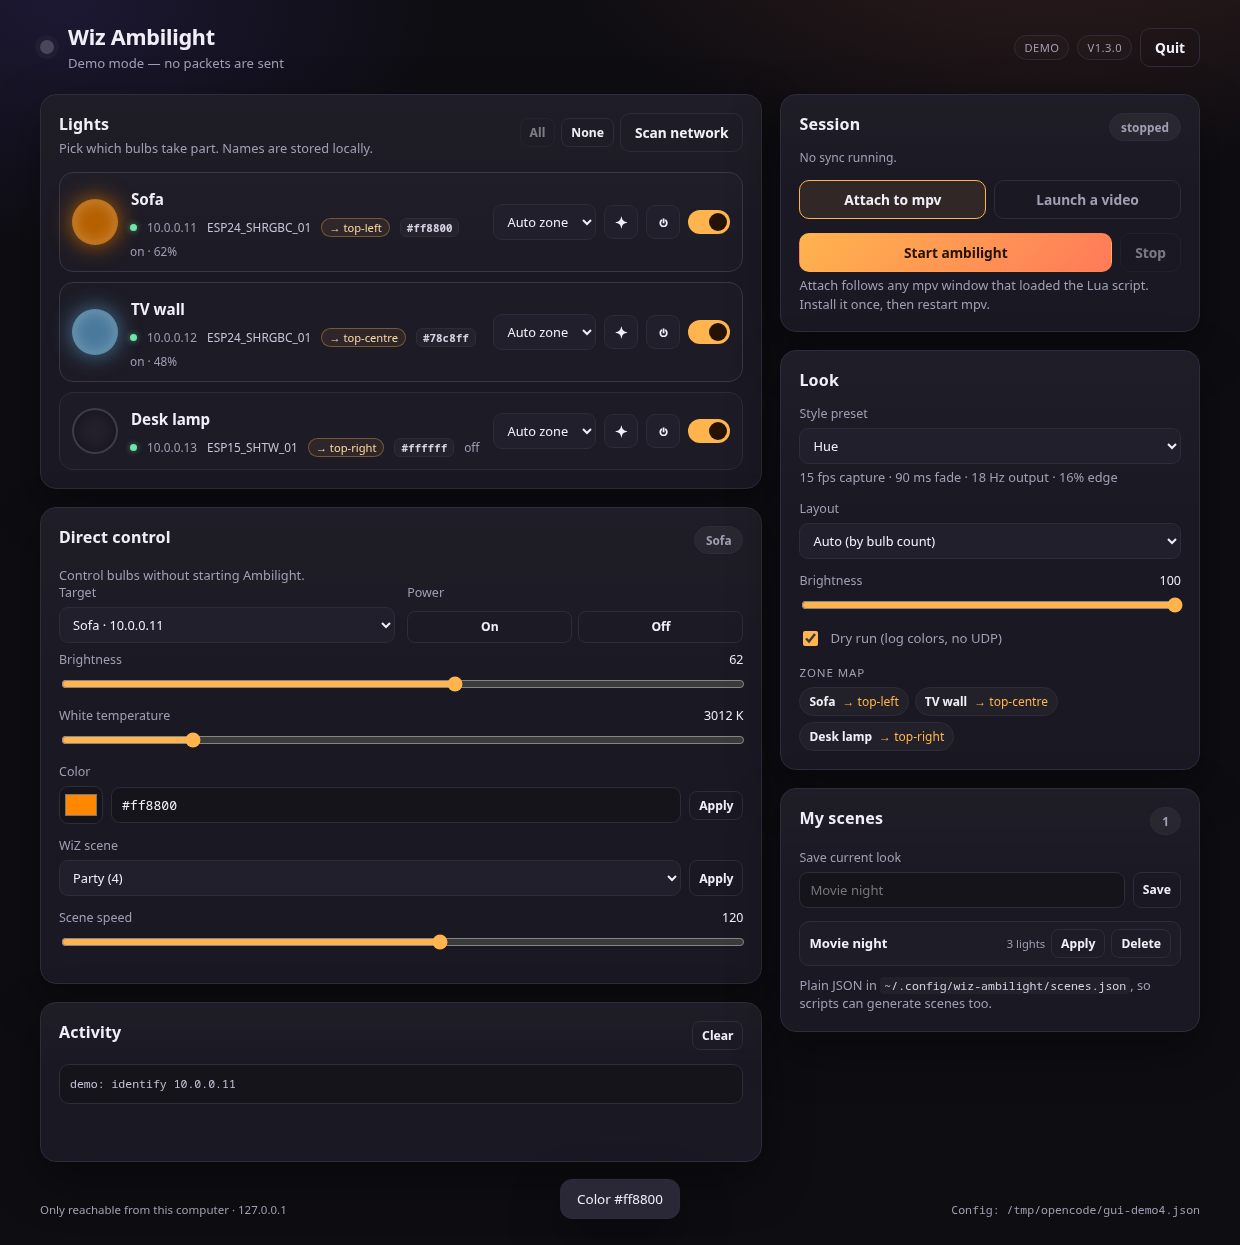 Wiz Ambilight
Demo mode — no packets are sent
DEMO
V1.3.0
Quit
Lights
Pick which bulbs take part. Names are stored locally.
All
None
Scan network
Sofa
10.0.0.11 ESP24_SHRGBC_01 → top-left #ff8800
on · 62%
Auto zone
TV wall
10.0.0.12 ESP24_SHRGBC_01 → top-centre #78c8ff
on · 48%
Auto zone
Desk lamp
10.0.0.13 ESP15_SHTW_01 → top-right #ffffff off
Auto zone
Direct control
Sofa
Control bulbs without starting Ambilight.
Target
Power
Sofa · 10.0.0.11
On
Off
Brightness
62
White temperature
3012 K
Color
#ff8800
Apply
WiZ scene
Party (4)
Apply
Scene speed
120
Activity
Clear
demo: identify 10.0.0.11
Session
stopped
No sync running.
Attach to mpv
Launch a video
Start ambilight
Stop
Attach follows any mpv window that loaded the Lua script.
Install it once, then restart mpv.
Look
Style preset
Hue
15 fps capture · 90 ms fade · 18 Hz output · 16% edge
Layout
Auto (by bulb count)
Brightness
100
Dry run (log colors, no UDP)
ZONE MAP
Sofa → top-left
TV wall → top-centre
Desk lamp → top-right
My scenes
1
Save current look
Movie night
Save
Movie night
3 lights
Apply
Delete
Plain JSON in ~/.config/wiz-ambilight/scenes.json, so
scripts can generate scenes too.
Color #ff8800
Only reachable from this computer · 127.0.0.1
Config: /tmp/opencode/gui-demo4.json